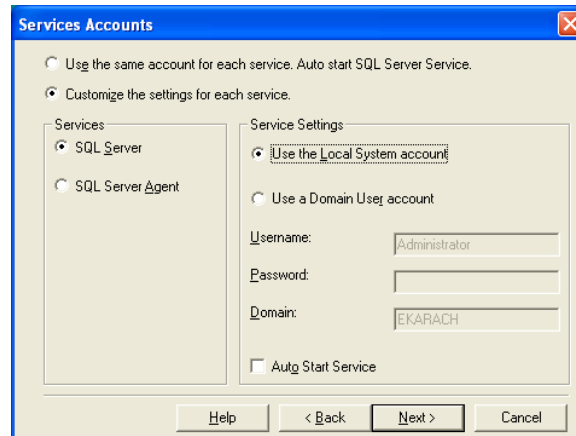 Services Accounts
Use the same account for each service. Auto start SQL Server Service.
Customize the settings for each service.
Services
SQL Server
SQL Server Agent
Service Settings
Use the Local System account
Use a Domain User account
Username:
Administrator
Password:
Domain:
EKARACH
Auto Start Service
Help
< Back
Next >
Cancel